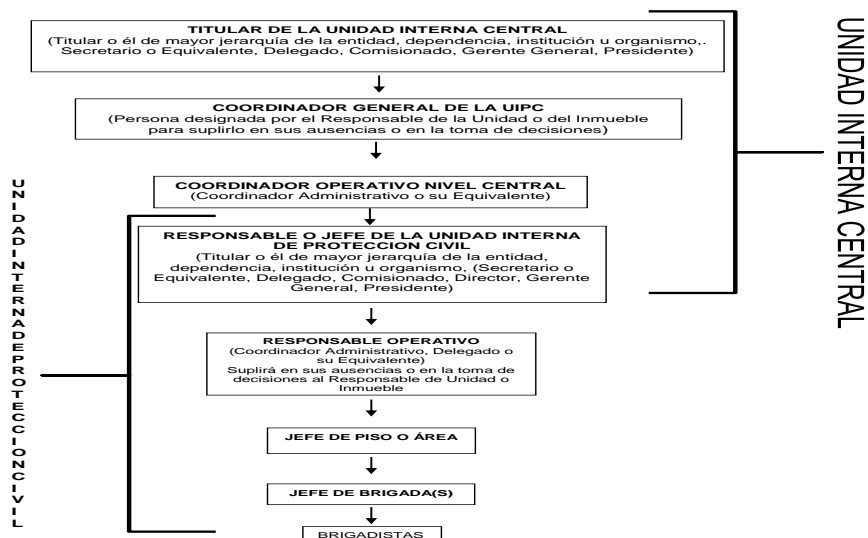 TITULAR DE LA UNIDAD INTERNA CENTRAL
(Titular o él de mayor jerarquía de la entidad, dependencia, institución u organismo,.
Secretario o Equivalente, Delegado, Comisionado, Gerente General, Presidente)
COORDINADOR GENERAL DE LA UIPC
(Persona designada por el Responsable de la Unidad o del Inmueble
para suplirlo en sus ausencias o en la toma de decisiones)
COORDINADOR OPERATIVO NIVEL CENTRAL
(Coordinador Administrativo o su Equivalente)
RESPONSABLE O JEFE DE LA UNIDAD INTERNA
DE PROTECCION CIVIL
(Titular o él de mayor jerarquía de la entidad,
dependencia, institución u organismo, (Secretario o
Equivalente, Delegado, Comisionado, Director, Gerente
General, Presidente)
RESPONSABLE OPERATIVO
(Coordinador Administrativo, Delegado o
su Equivalente)
Suplirá en sus ausencias o en la toma de
decisiones al Responsable de Unidad o
Inmueble
JEFE DE PISO O ÁREA
JEFE DE BRIGADA(S)
BRIGADISTAS
UNIDAD INTERNA DE PROTECCION CIVIL
UNIDAD INTERNA CENTRAL